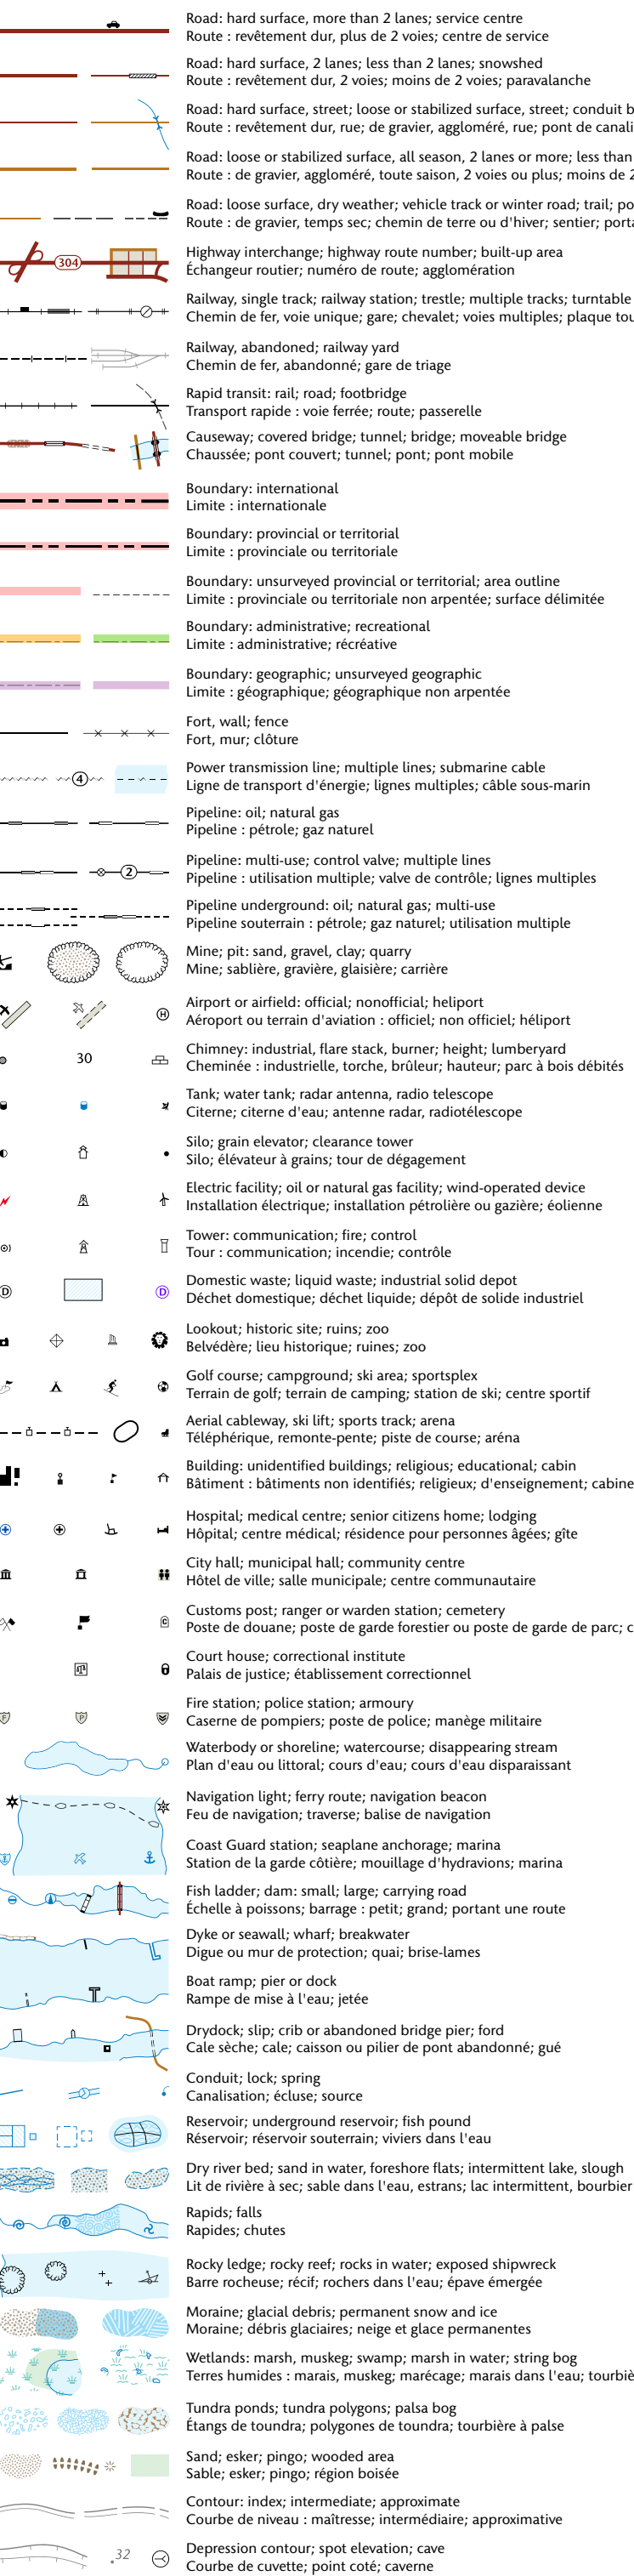 Road: hard surface, more than 2 lanes; service centre
Route : revêtement dur, plus de 2 voies; centre de service
Road: hard surface, 2 lanes; less than 2 lanes; snowshed
Route : revêtement dur, 2 voies; moins de 2 voies; paravalanche
Road: hard surface, street; loose or stabilized surface, street; conduit b
Route : revêtement dur, rue; de gravier, aggloméré, rue; pont de canali
Road: loose or stabilized surface, all season, 2 lanes or more; less than
Route : de gravier, aggloméré, toute saison, 2 voies ou plus; moins de 2
Road: loose surface, dry weather; vehicle track or winter road; trail; po
Route : de gravier, temps sec; chemin de terre ou d'hiver; sentier; porta
304
Highway interchange; highway route number; built-up area
Échangeur routier; numéro de route; agglomération
Railway, single track; railway station; trestle; multiple tracks; turntable
Chemin de fer, voie unique; gare; chevalet; voies multiples; plaque tou
Railway, abandoned; railway yard
Chemin de fer, abandonné; gare de triage
Rapid transit: rail; road; footbridge
Transport rapide : voie ferrée; route; passerelle
Causeway; covered bridge; tunnel; bridge; moveable bridge
Chaussée; pont couvert; tunnel; pont; pont mobile
Boundary: international
Limite : internationale
Boundary: provincial or territorial
Limite : provinciale ou territoriale
Boundary: unsurveyed provincial or territorial; area outline
Limite : provinciale ou territoriale non arpentée; surface délimitée
Boundary: administrative; recreational
Limite : administrative; récréative
Boundary: geographic; unsurveyed geographic
Limite : géographique; géographique non arpentée
Fort, wall; fence
Fort, mur; clôture
4
Power transmission line; multiple lines; submarine cable
Ligne de transport d'énergie; lignes multiples; câble sous-marin
Pipeline: oil; natural gas
Pipeline : pétrole; gaz naturel
2
Pipeline: multi-use; control valve; multiple lines
Pipeline : utilisation multiple; valve de contrôle; lignes multiples
Pipeline underground: oil; natural gas; multi-use
Pipeline souterrain : pétrole; gaz naturel; utilisation multiple
Mine; pit: sand, gravel, clay; quarry
Mine; sablière, gravière, glaisière; carrière
H
Airport or airfield: official; nonofficial; heliport
Aéroport ou terrain d'aviation : officiel; non officiel; héliport
30
Chimney: industrial, flare stack, burner; height; lumberyard
Cheminée : industrielle, torche, brûleur; hauteur; parc à bois débités
Tank; water tank; radar antenna, radio telescope
Citerne; citerne d'eau; antenne radar, radiotélescope
Silo; grain elevator; clearance tower
Silo; élévateur à grains; tour de dégagement
Electric facility; oil or natural gas facility; wind-operated device
Installation électrique; installation pétrolière ou gazière; éolienne
Tower: communication; fire; control
Tour : communication; incendie; contrôle
D D
Domestic waste; liquid waste; industrial solid depot
Déchet domestique; déchet liquide; dépôt de solide industriel
Lookout; historic site; ruins; zoo
Belvédère; lieu historique; ruines; zoo
Golf course; campground; ski area; sportsplex
Terrain de golf; terrain de camping; station de ski; centre sportif
Aerial cableway, ski lift; sports track; arena
Téléphérique, remonte-pente; piste de course; aréna
Building: unidentified buildings; religious; educational; cabin
Bâtiment : bâtiments non identifiés; religieux; d'enseignement; cabine
Hospital; medical centre; senior citizens home; lodging
Hôpital; centre médical; résidence pour personnes âgées; gîte
City hall; municipal hall; community centre
Hôtel de ville; salle municipale; centre communautaire
C
Customs post; ranger or warden station; cemetery
Poste de douane; poste de garde forestier ou poste de garde de parc; c
Court house; correctional institute
Palais de justice; établissement correctionnel
F P
Fire station; police station; armoury
Caserne de pompiers; poste de police; manège militaire
Waterbody or shoreline; watercourse; disappearing stream
Plan d'eau ou littoral; cours d'eau; cours d'eau disparaissant
Navigation light; ferry route; navigation beacon
Feu de navigation; traverse; balise de navigation
Coast Guard station; seaplane anchorage; marina
Station de la garde côtière; mouillage d'hydravions; marina
Fish ladder; dam: small; large; carrying road
Échelle à poissons; barrage : petit; grand; portant une route
Dyke or seawall; wharf; breakwater
Digue ou mur de protection; quai; brise-lames
Boat ramp; pier or dock
Rampe de mise à l'eau; jetée
Drydock; slip; crib or abandoned bridge pier; ford
Cale sèche; cale; caisson ou pilier de pont abandonné; gué
Conduit; lock; spring
Canalisation; écluse; source
Reservoir; underground reservoir; fish pound
Réservoir; réservoir souterrain; viviers dans l'eau
Dry river bed; sand in water, foreshore flats; intermittent lake, slough
Lit de rivière à sec; sable dans l'eau, estrans; lac intermittent, bourbier
Rapids; falls
Rapides; chutes
Rocky ledge; rocky reef; rocks in water; exposed shipwreck
Barre rocheuse; récif; rochers dans l'eau; épave émergée
Moraine; glacial debris; permanent snow and ice
Moraine; débris glaciaires; neige et glace permanentes
Wetlands: marsh, muskeg; swamp; marsh in water; string bog
Terres humides : marais, muskeg; marécage; marais dans l'eau; tourbiè
Tundra ponds; tundra polygons; palsa bog
Étangs de toundra; polygones de toundra; tourbière à palse
Sand; esker; pingo; wooded area
Sable; esker; pingo; région boisée
Contour: index; intermediate; approximate
Courbe de niveau : maîtresse; intermédiaire; approximative
.32
Depression contour; spot elevation; cave
Courbe de cuvette; point coté; caverne